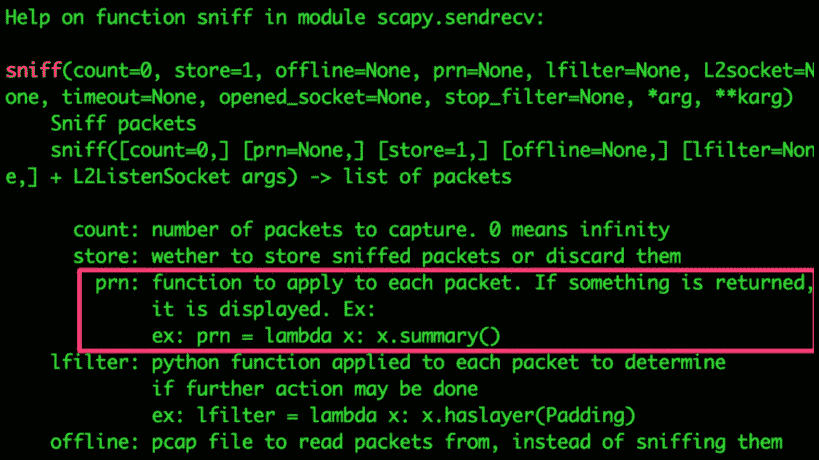 Help on function sniff in module scapy.sendrecv:
sniff(count=0, store=1, offline=None, prn=None, lfilter=None, L2socket=N
one, timeout=None, opened_socket=None, stop_filter=None, *arg, **karg)
Sniff packets
sniff([count=0,] [prn=None,] [store=1,] [offline=None,] [lfilter=Non
e,] + L2ListenSocket args) -> list of packets
count: number of packets to capture. 0 means infinity
store: wether to store sniffed packets or discard them
prn: function to apply to each packet. If something is returned,
it is displayed. Ex:
ex: prn = lambda x: x.summary()
lfilter: python function applied to each packet to determine
if further action may be done
ex: lfilter = lambda x: x.haslayer(Padding)
offline: pcap file to read packets from, instead of sniffing them